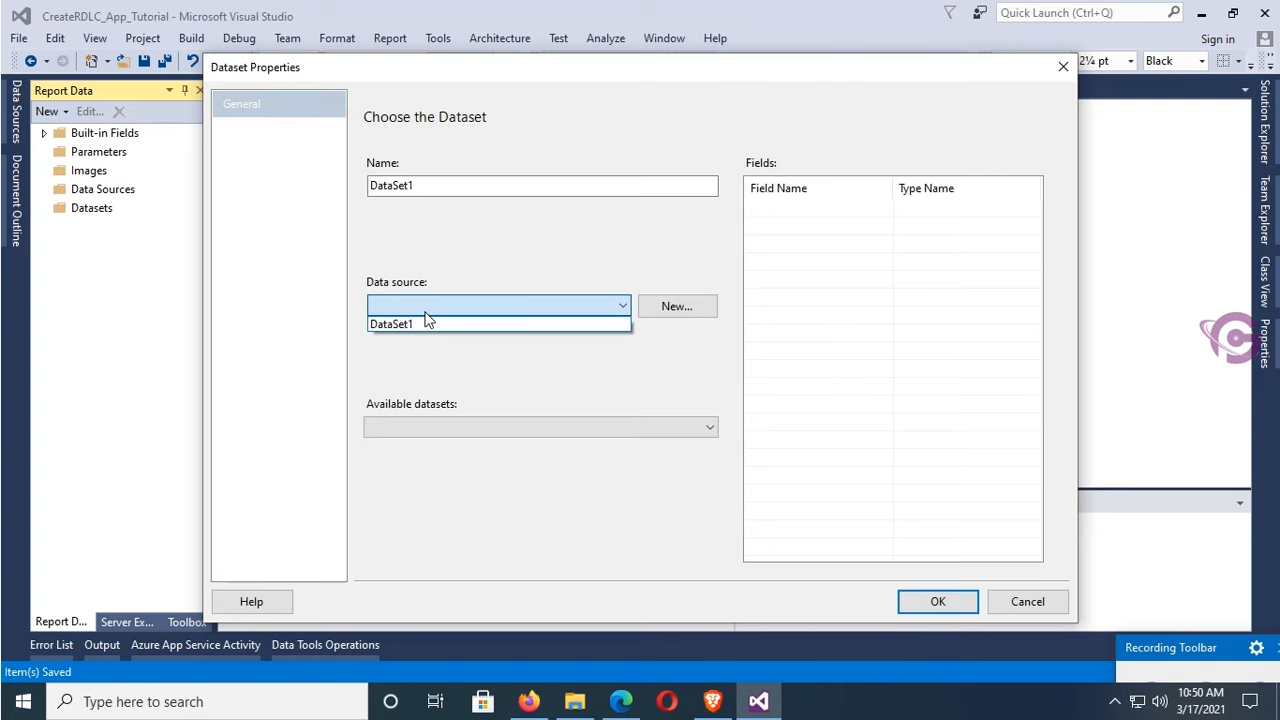 CreateRDLC_App_Tutorial - Microsoft Visual Studio
Quick Launch (Ctrl+Q)
File Edit View Project Build Debug Team Format Report Tools Architecture Test Analyze Window Help
Sign in
2¼ pt
Black
Data Sources
Document Outline
Report Data
New
Edit...
Built-in Fields
Parameters
Images
Data Sources
Datasets
Dataset Properties
General
Choose the Dataset
Name:
DataSet1
Data source:
New...
DataSet1
Available datasets:
Fields:
Field Name
Type Name
Help
OK
Cancel
Solution Explorer
Team Explorer
Class View
Properties
Report D...
Server Ex...
Toolbox
Error List
Output
Azure App Service Activity
Data Tools Operations
Item(s) Saved
Recording Toolbar
Type here to search
10:50 AM
3/17/2021